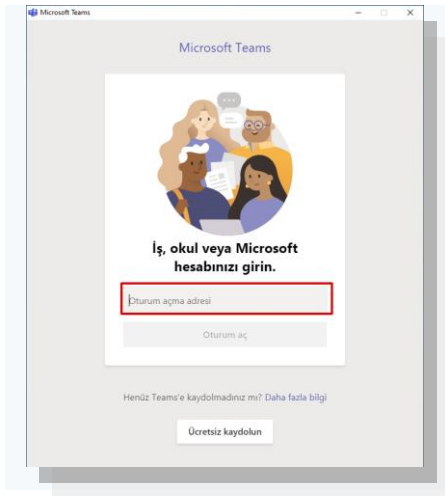 Microsoft Teams
Microsoft Teams
İş, okul veya Microsoft
hesabınızı girin.
Oturum açma adresi
Oturum aç
Henüz Teams'e kaydolmadınız mı? Daha fazla bilgi
Ücretsiz kaydolun